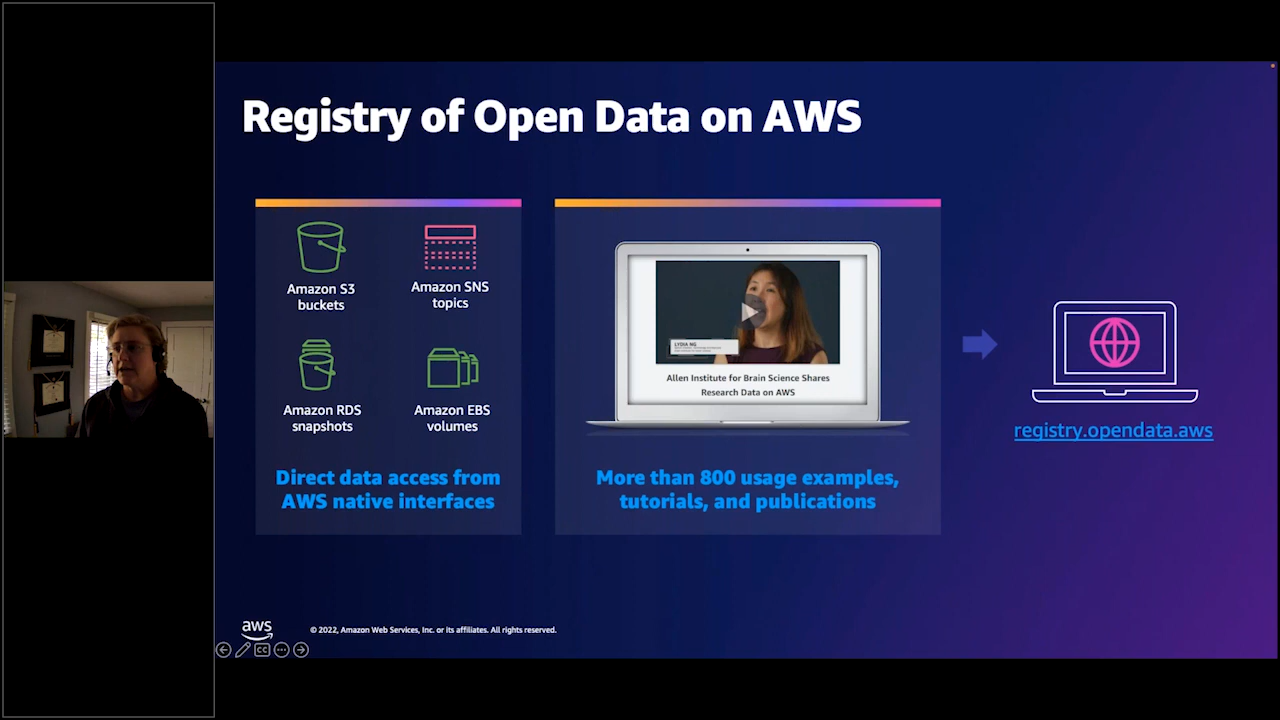 Registry of Open Data on AWS
Amazon S3
buckets
Amazon SNS
topics
Amazon RDS
snapshots
Amazon EBS
volumes
Direct data access from
AWS native interfaces
LYDIA NG
Allen Institute for Brain Science Shares
Research Data on AWS
More than 800 usage examples,
tutorials, and publications
registry.opendata.aws
aws
© 2022, Amazon Web Services, Inc. or its affiliates. All rights reserved.
CC